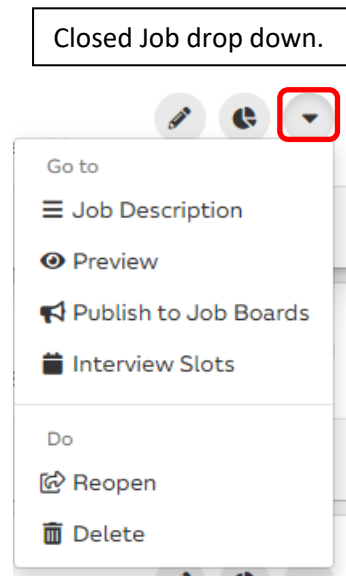 Closed Job drop down.
Go to
Job Description
Preview
Publish to Job Boards
Interview Slots
Do
Reopen
Delete